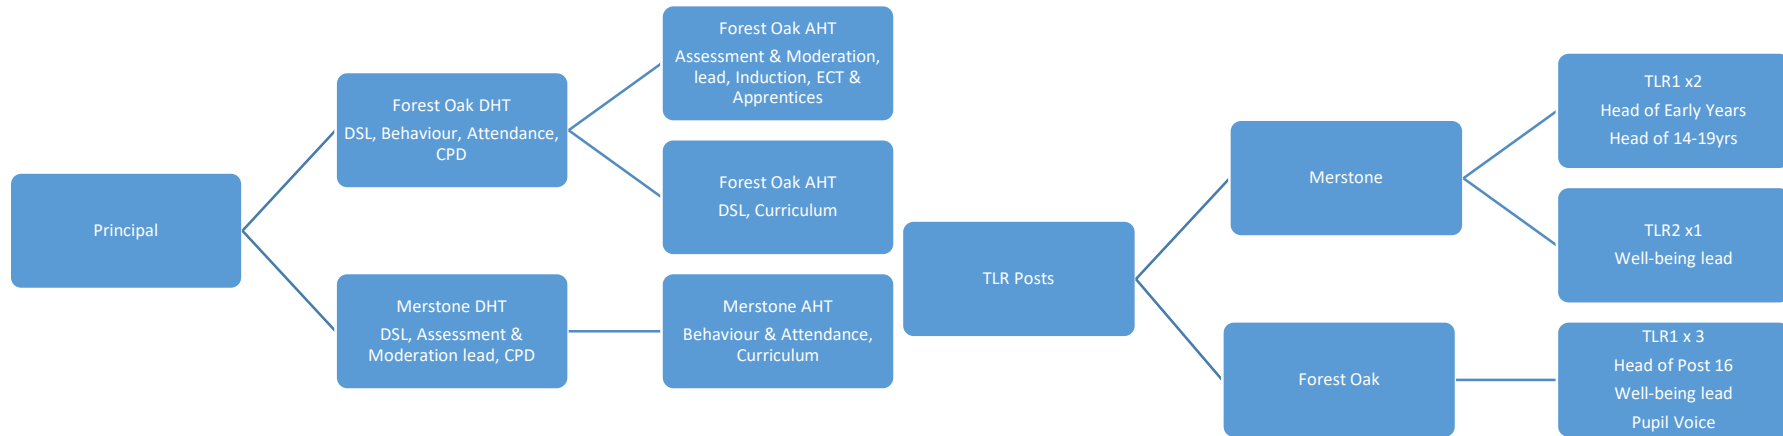 Principal
Forest Oak DHT
DSL, Behaviour, Attendance,
CPD
Forest Oak AHT
Assessment & Moderation,
lead, Induction, ECT &
Apprentices
Forest Oak AHT
DSL, Curriculum
Merstone DHT
DSL, Assessment &
Moderation lead, CPD
Merstone AHT
Behaviour & Attendance,
Curriculum
TLR Posts
Merstone
TLR1 x2
Head of Early Years
Head of 14-19yrs
TLR2 x1
Well-being lead
Forest Oak
TLR1 x 3
Head of Post 16
Well-being lead
Pupil Voice